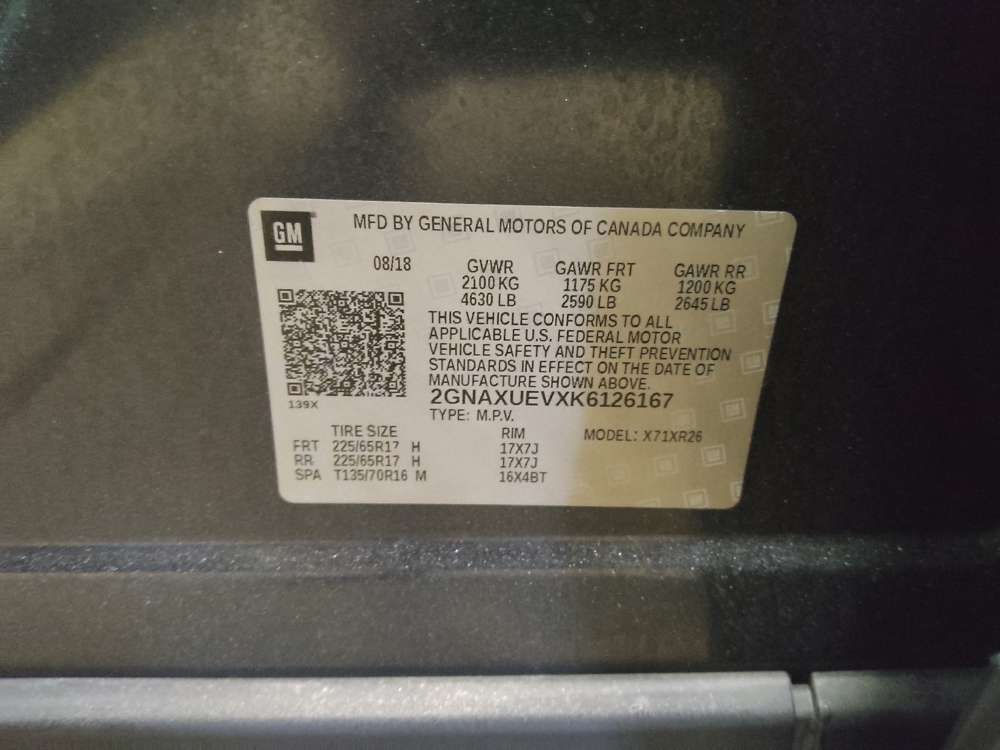 GM
MFD BY GENERAL MOTORS OF CANADA COMPANY
08/18 GVWR GAWR FRT GAWR RR
2100 KG 1175 KG 1200 KG
4630 LB 2590 LB 2645 LB
THIS VEHICLE CONFORMS TO ALL
APPLICABLE U.S. FEDERAL MOTOR
VEHICLE SAFETY AND THEFT PREVENTION
STANDARDS IN EFFECT ON THE DATE OF
MANUFACTURE SHOWN ABOVE.
139X
2GNAXUEVXK6126167
TYPE: M.P.V.
TIRE SIZE RIM MODEL: X71XR26
FRT 225/65R17 H 17X7J
RR 225/65R17 H 17X7J
SPA T135/70R16 M 16X4BT